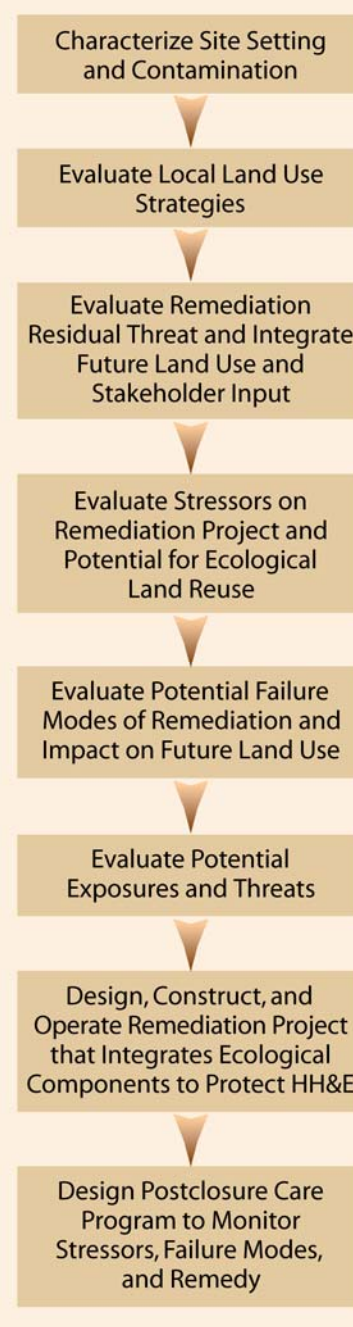 Characterize Site Setting
and Contamination
Evaluate Local Land Use
Strategies
Evaluate Remediation
Residual Threat and Integrate
Future Land Use and
Stakeholder Input
Evaluate Stressors on
Remediation Project and
Potential for Ecological
Land Reuse
Evaluate Potential Failure
Modes of Remediation and
Impact on Future Land Use
Evaluate Potential
Exposures and Threats
Design, Construct, and
Operate Remediation Project
that Integrates Ecological
Components to Protect HH&E
Design Postclosure Care
Program to Monitor
Stressors, Failure Modes,
and Remedy